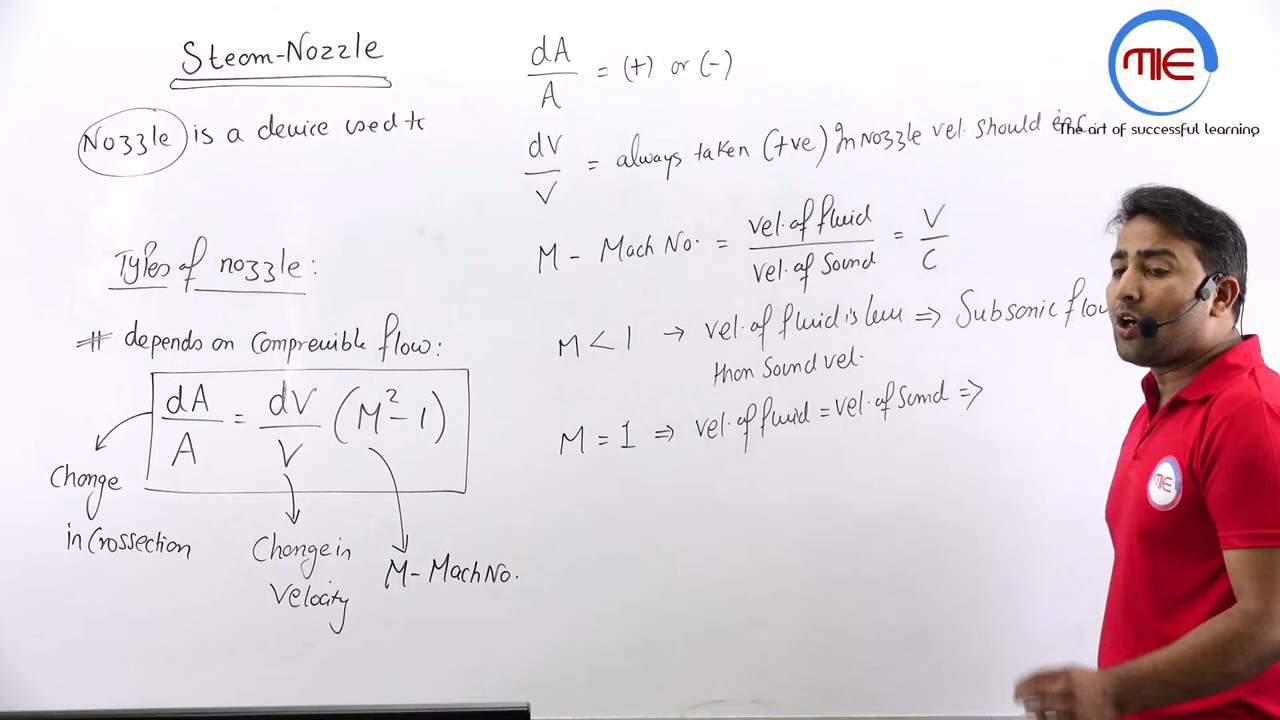 Steam-Nozzle
Nozzle is a device used to
Types of nozzle:
# depends on Compressible flow:
dA/A = dV/V (M²-1)
Change
in Crossection
Change in
Velocity
M - Mach No.
dA/A = (+) or (-)
dV/V = always taken (+ve) In Nozzle vel. should inc
M - Mach No. = vel. of fluid / vel. of Sound = V/C
M < 1 → vel. of fluid is less ⇒ Subsonic flow
than Sound vel.
M = 1 ⇒ vel. of fluid = vel. of Sound ⇒
MIE
The art of successful learning
MIE